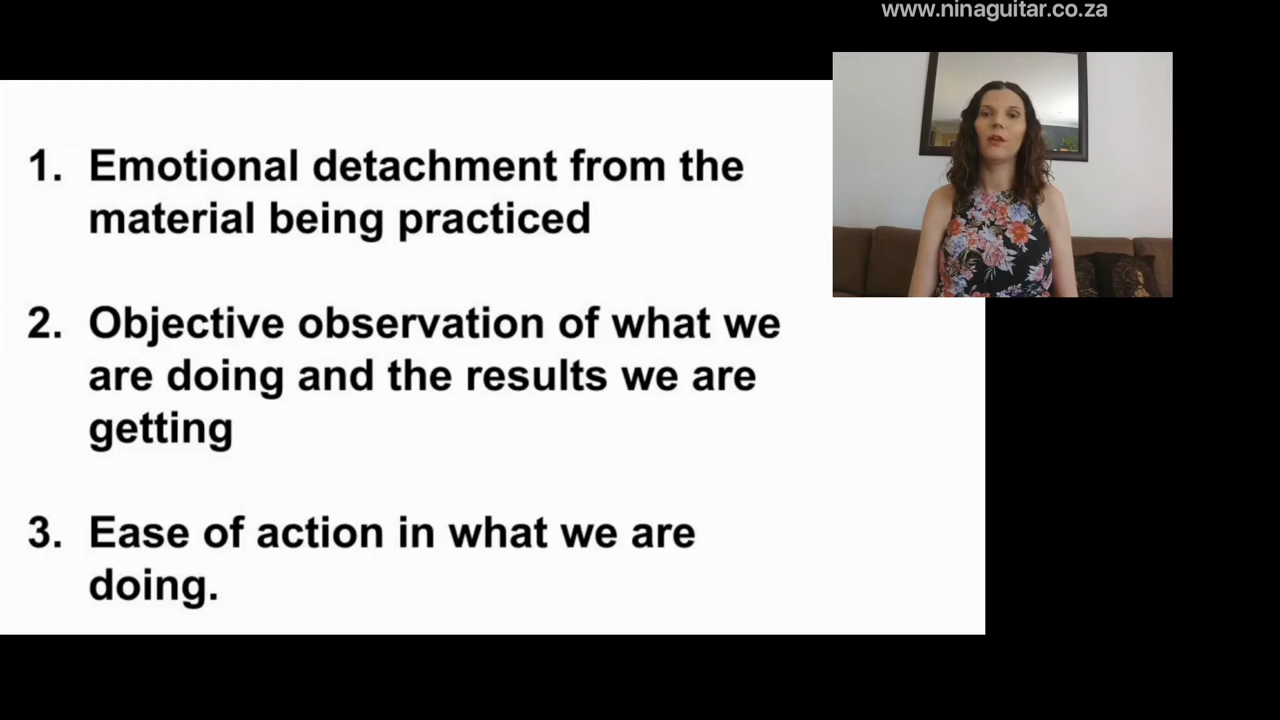 www.ninaguitar.co.za
1. Emotional detachment from the
material being practiced
2. Objective observation of what we
are doing and the results we are
getting
3. Ease of action in what we are
doing.